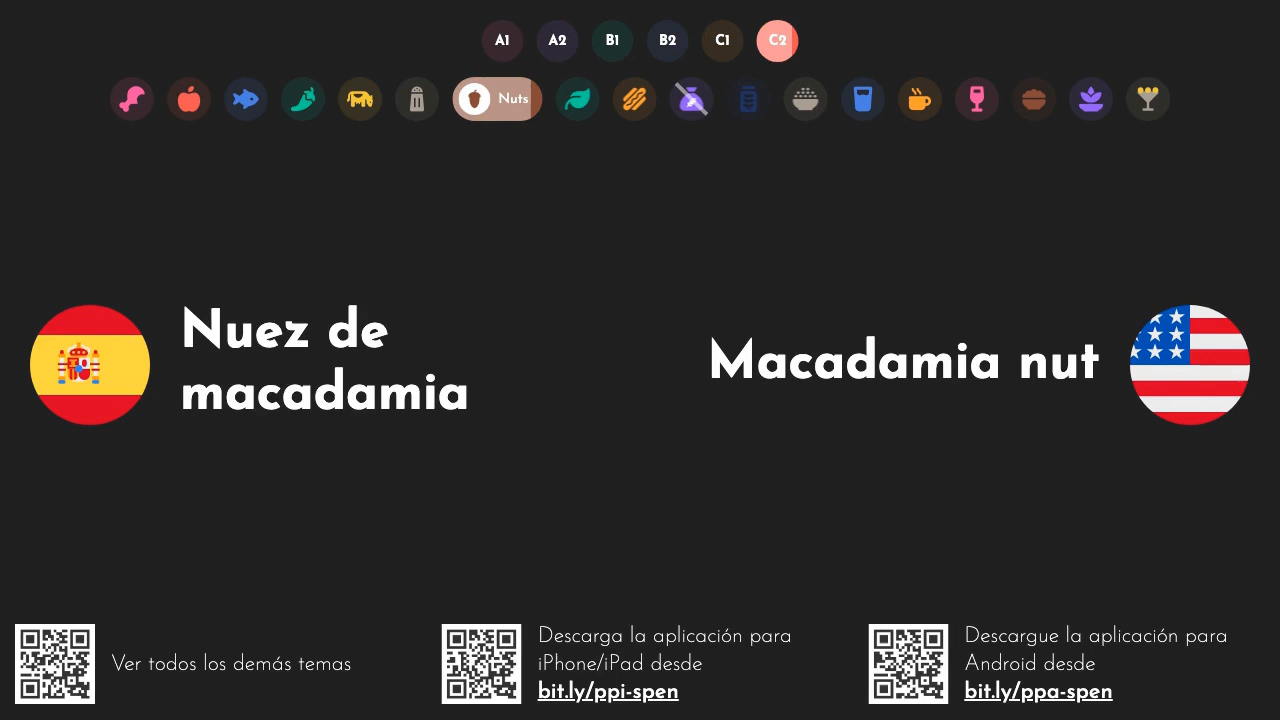 A1 A2 B1 B2 C1 C2
Nuts
Nuez de
macadamia
Macadamia nut
Ver todos los demás temas
Descarga la aplicación para
iPhone/iPad desde
bit.ly/ppi-spen
Descargue la aplicación para
Android desde
bit.ly/ppa-spen